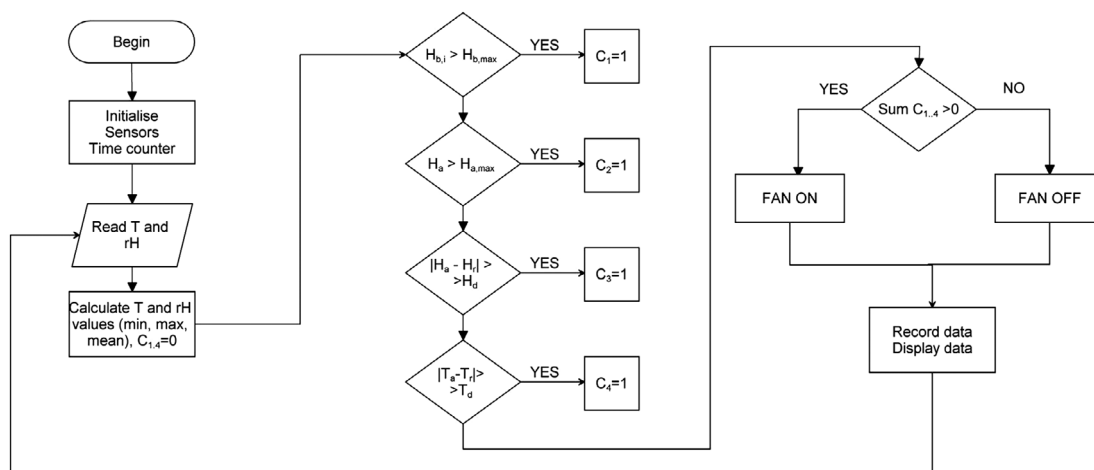 Begin
Initialise
Sensors
Time counter
Read T and
rH
Calculate T and rH
values (min, max,
mean), C1.4=0
Hb,i > Hb,max
YES
C1=1
Ha > Ha,max
YES
C2=1
|Ha - Hr| >
>Hd
YES
C3=1
|Ta-Tr|>
>Td
YES
C4=1
YES
Sum C1..4 >0
NO
FAN ON
FAN OFF
Record data
Display data